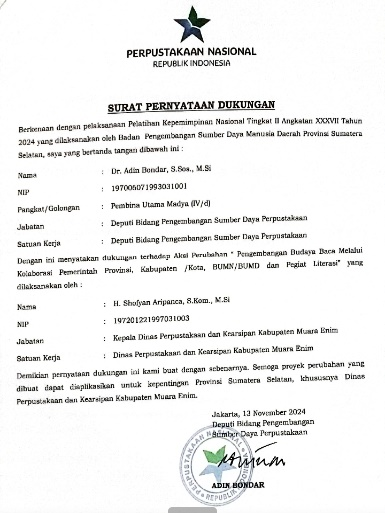 PERPUSTAKAAN NASIONAL
REPUBLIK INDONESIA
SURAT PERNYATAAN DUKUNGAN
Berkenaan dengan pelaksanaan Pelatihan Kepemimpinan Nasional Tingkat II Angkatan XXXVII Tahun
2024 yang dilaksanakan oleh Badan Pengembangan Sumber Daya Manusia Daerah Provinsi Sumatera
Selatan, saya yang bertanda tangan dibawah ini :
Nama : Dr. Adin Bondar, S.Sos., M.Si
NIP : 197006071993031001
Pangkat/Golongan : Pembina Utama Madya (IV/d)
Jabatan : Deputi Bidang Pengembangan Sumber Daya Perpustakaan
Satuan Kerja : Deputi Bidang Pengembangan Sumber Daya Perpustakaan
Dengan ini menyatakan dukungan terhadap Aksi Perubahan " Pengembangan Budaya Baca Melalui
Kolaborasi Pemerintah Provinsi, Kabupaten /Kota, BUMN/BUMD dan Pegiat Literasi" yang
dilaksanakan oleh :
Nama : H. Shofyan Aripanca, S.Kom., M.Si
NIP : 197201221997031003
Jabatan : Kepala Dinas Perpustakaan dan Kearsipan Kabupaten Muara Enim
Satuan Kerja : Dinas Perpustakaan dan Kearsipan Kabupaten Muara Enim
Demikian pernyataan dukungan ini kami buat dengan sebenarnya. Semoga proyek perubahan yang
dibuat dapat diaplikasikan untuk kepentingan Provinsi Sumatera Selatan, khususnya Dinas
Perpustakaan dan Kearsipan Kabupaten Muara Enim.
Jakarta, 13 November 2024
Deputi Bidang Pengembangan
Sumber Daya Perpustakaan
PERPUSTAKAAN NASIONAL
REPUBLIK INDONESIA
ADIN BONDAR